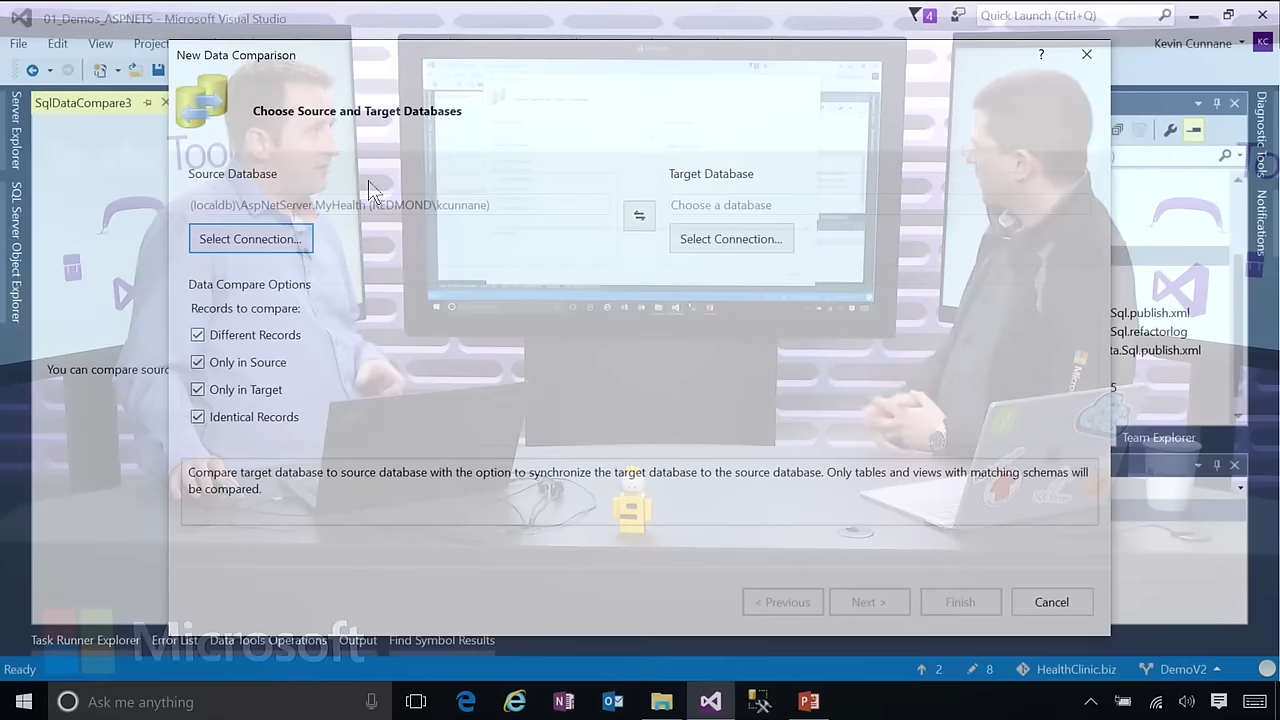 01_Demos_ASPNET5 - Microsoft Visual Studio
4
Quick Launch (Ctrl+Q)
File Edit View Project
Kevin Cunnane
KC
New Data Comparison
?
SqlDataCompare3
Server Explorer
SQL Server Object Explorer
Diagnostic Tools
Notifications
Choose Source and Target Databases
Source Database
Target Database
(localdb)\AspNetServer.MyHealth (REDMOND\kcunnane)
Choose a database
Select Connection...
Select Connection...
Data Compare Options
Records to compare:
Different Records
Only in Source
Only in Target
Identical Records
You can compare sourc
Sql.publish.xml
Sql.refactorlog
ta.Sql.publish.xml
5
Team Explorer
Compare target database to source database with the option to synchronize the target database to the source database. Only tables and views with matching schemas will
be compared.
< Previous
Next >
Finish
Cancel
Microsoft
Task Runner Explorer Error List Data Tools Operations Output Find Symbol Results
Ready
2
8
HealthClinic.biz
DemoV2
Ask me anything